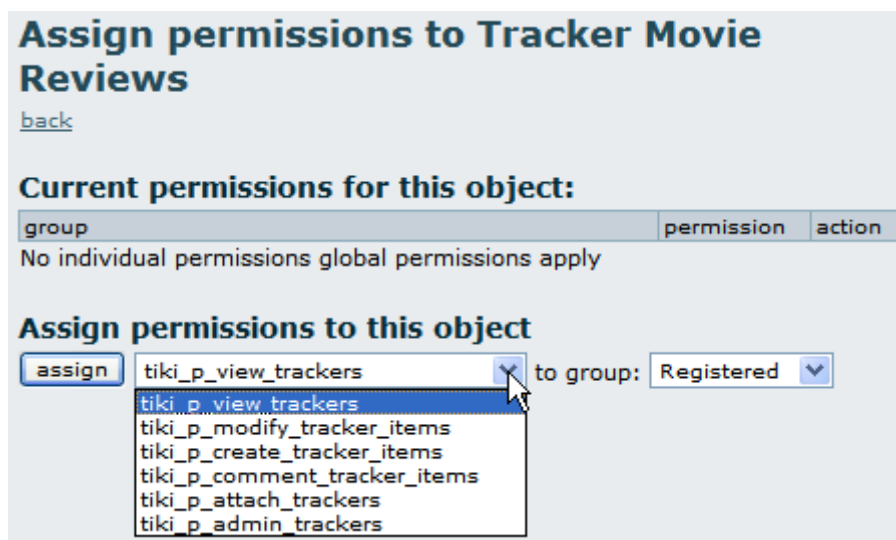 Assign permissions to Tracker Movie
Reviews
back
Current permissions for this object:
group permission action
No individual permissions global permissions apply
Assign permissions to this object
assign tiki_p_view_trackers to group: Registered
tiki_p_view_trackers
tiki_p_modify_tracker_items
tiki_p_create_tracker_items
tiki_p_comment_tracker_items
tiki_p_attach_trackers
tiki_p_admin_trackers